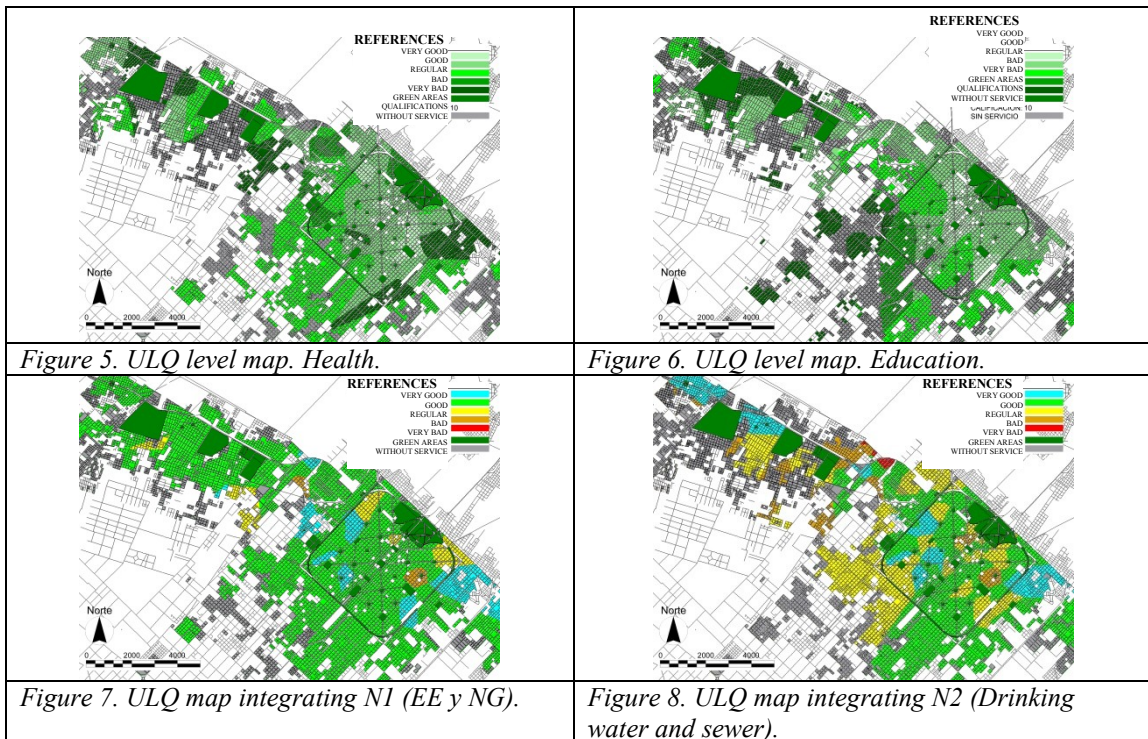 REFERENCES
VERY GOOD
GOOD
REGULAR
BAD
VERY BAD
GREEN AREAS
QUALIFICATIONS 10
WITHOUT SERVICE
Norte
0 2000 4000
Figure 5. ULQ level map. Health.
REFERENCES
VERY GOOD
GOOD
REGULAR
BAD
VERY BAD
GREEN AREAS
QUALIFICATIONS
WITHOUT SERVICE
CALIFICACION: 10
SIN SERVICIO
Norte
0 2000 4000
Figure 6. ULQ level map. Education.
REFERENCES
VERY GOOD
GOOD
REGULAR
BAD
VERY BAD
GREEN AREAS
WITHOUT SERVICE
Norte
0 2000 4000
Figure 7. ULQ map integrating N1 (EE y NG).
REFERENCES
VERY GOOD
GOOD
REGULAR
BAD
VERY BAD
GREEN AREAS
WITHOUT SERVICE
Norte
0 2000 4000
Figure 8. ULQ map integrating N2 (Drinking
water and sewer).